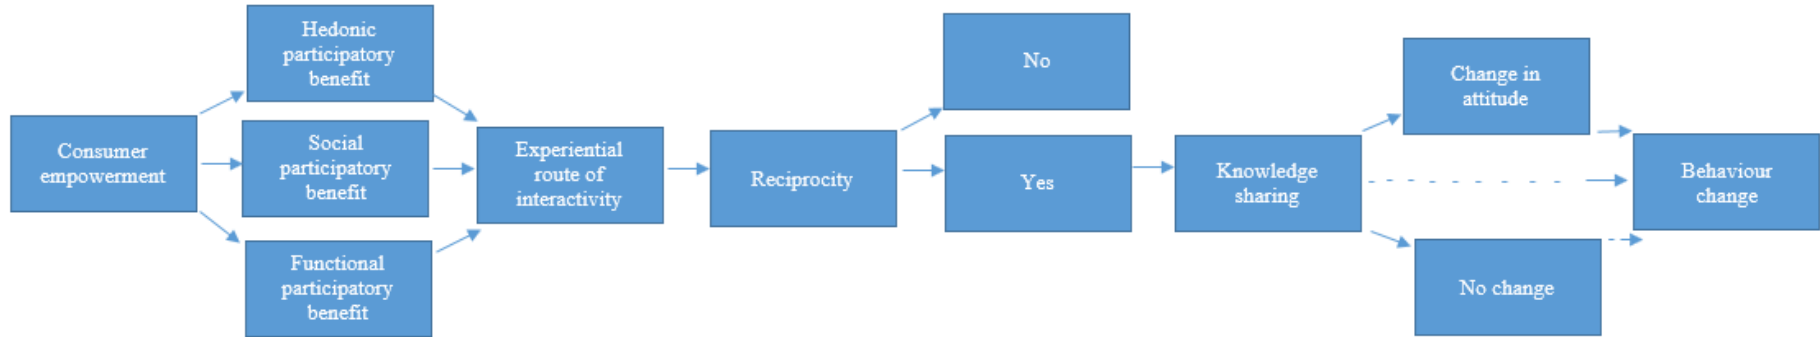 Consumer
empowerment
Hedonic
participatory
benefit
Social
participatory
benefit
Functional
participatory
benefit
Experiential
route of
interactivity
Reciprocity
No
Yes
Knowledge
sharing
Change in
attitude
No change
Behaviour
change